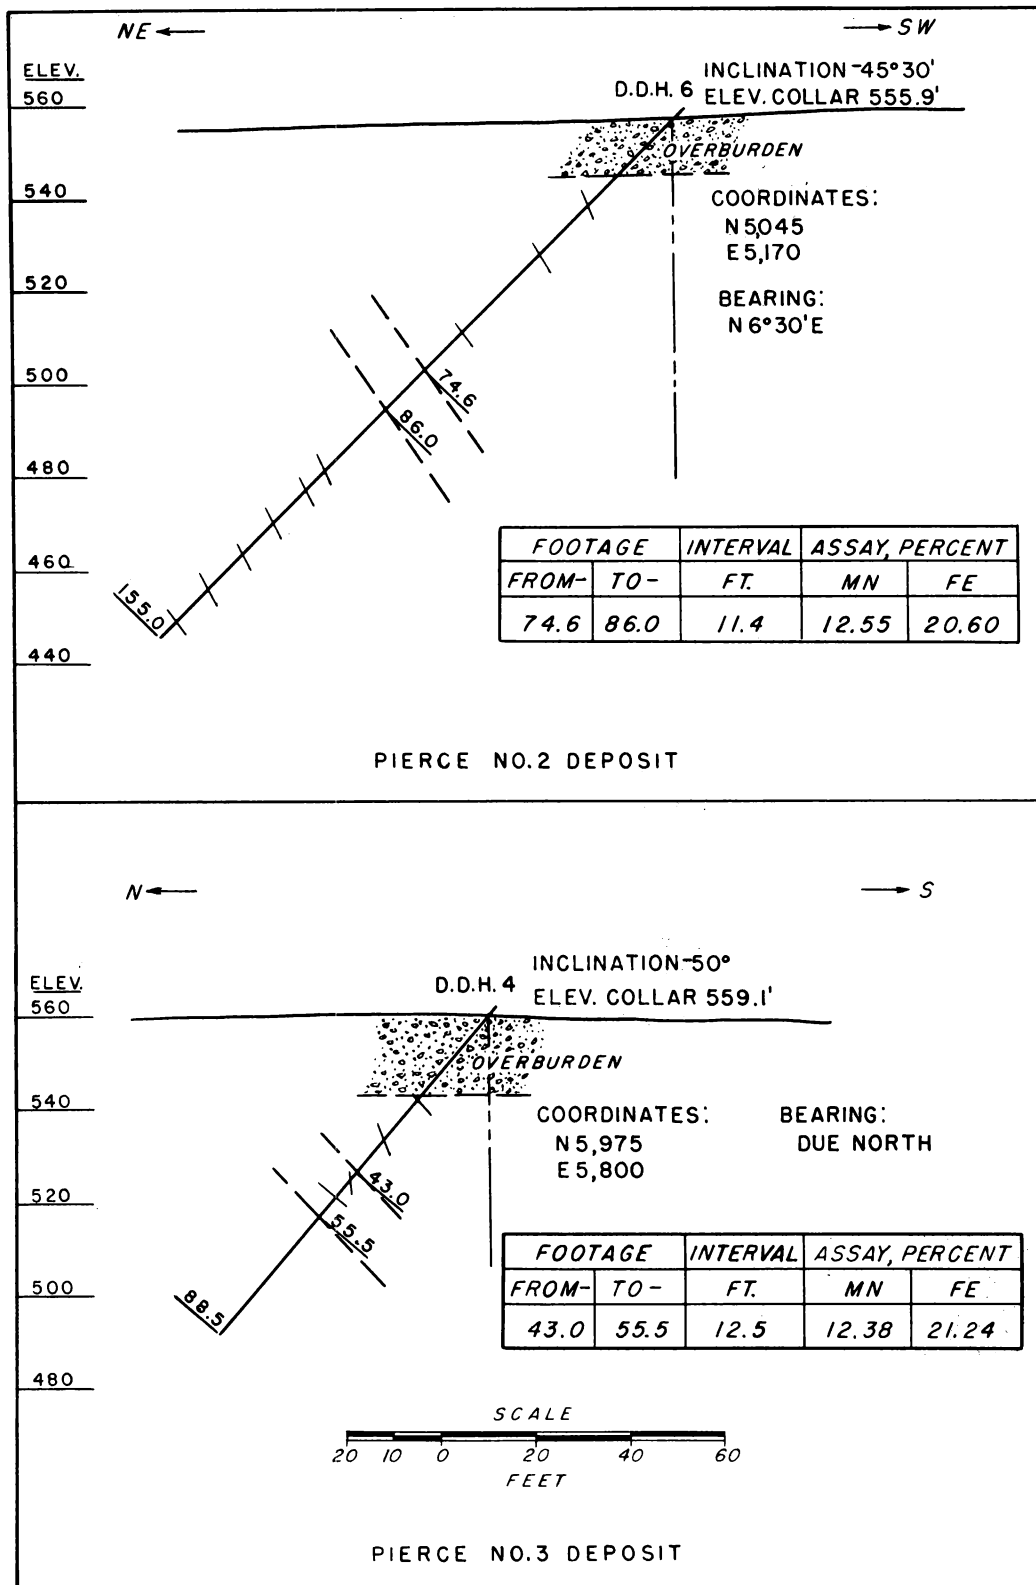 NE SW
ELEV.
INCLINATION -45°30'
D.D.H. 6 ELEV. COLLAR 555.9'
560
OVERBURDEN
540
COORDINATES:
N 5,045
E 5,170
520
BEARING:
N 6°30' E
500
74.6
86.0
480
460
155.0
440
FOOTAGE INTERVAL ASSAY, PERCENT
FROM- TO- FT. MN FE
74.6 86.0 11.4 12.55 20.60
PIERCE NO. 2 DEPOSIT
N S
ELEV.
INCLINATION -50°
D.D.H. 4 ELEV. COLLAR 559.1'
560
OVERBURDEN
540
COORDINATES: BEARING:
N 5,975 DUE NORTH
E 5,800
43.0
520
55.5
500
88.5
480
FOOTAGE INTERVAL ASSAY, PERCENT
FROM- TO- FT. MN FE
43.0 55.5 12.5 12.38 21.24
SCALE
20 10 0 20 40 60
FEET
PIERCE NO. 3 DEPOSIT